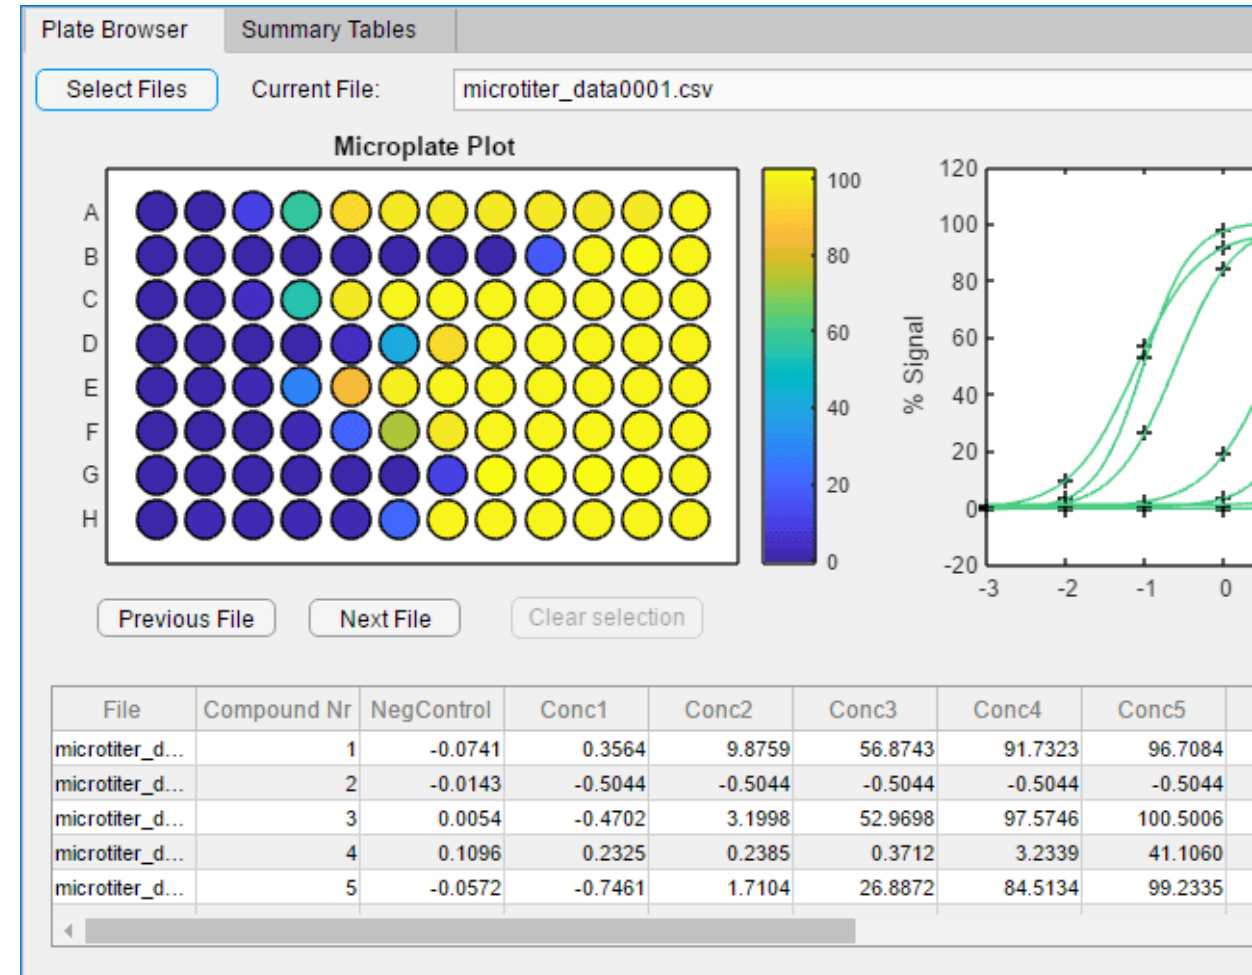 Plate Browser Summary Tables
Select Files Current File: microtiter_data0001.csv
Microplate Plot
A
B
C
D
E
F
G
H
100
80
60
40
20
0
% Signal
120
100
80
60
40
20
0
-20
-3 -2 -1 0
Previous File Next File Clear selection
File Compound Nr NegControl Conc1 Conc2 Conc3 Conc4 Conc5
microtiter_d... 1 -0.0741 0.3564 9.8759 56.8743 91.7323 96.7084
microtiter_d... 2 -0.0143 -0.5044 -0.5044 -0.5044 -0.5044 -0.5044
microtiter_d... 3 0.0054 -0.4702 3.1998 52.9698 97.5746 100.5006
microtiter_d... 4 0.1096 0.2325 0.2385 0.3712 3.2339 41.1060
microtiter_d... 5 -0.0572 -0.7461 1.7104 26.8872 84.5134 99.2335